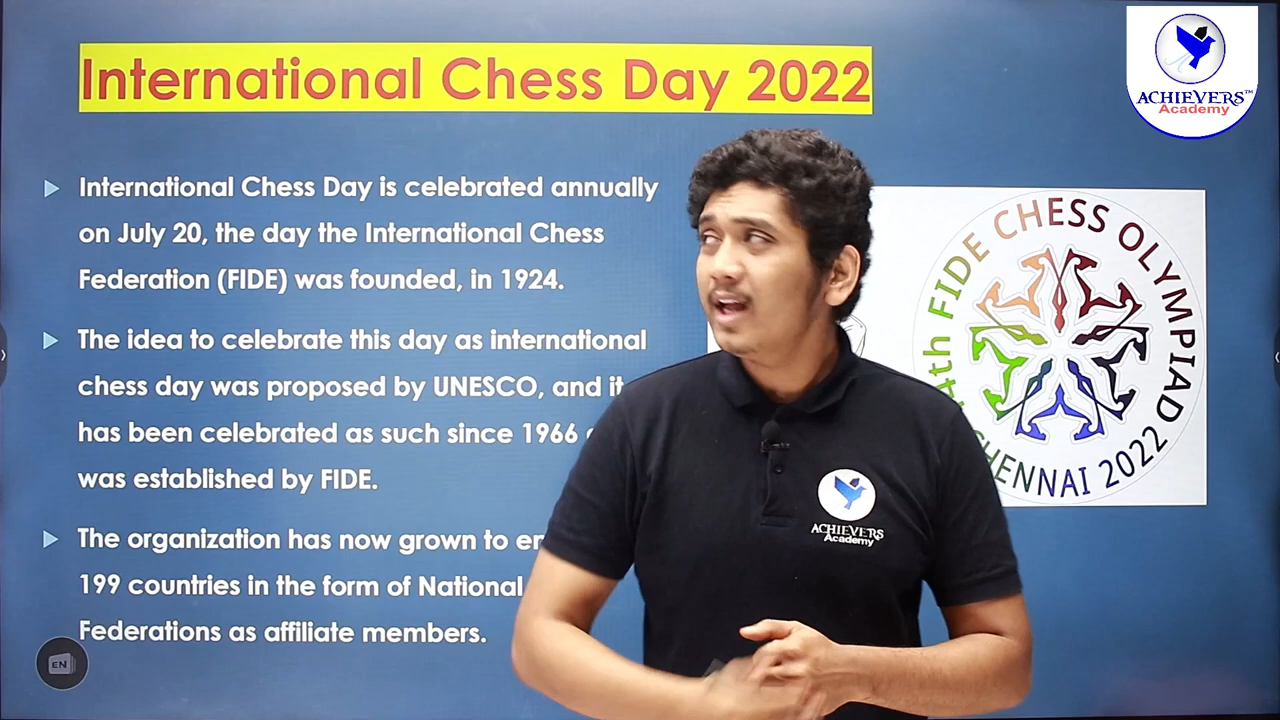 International Chess Day 2022
ACHIEVERS™
Academy
International Chess Day is celebrated annually
on July 20, the day the International Chess
Federation (FIDE) was founded, in 1924.
The idea to celebrate this day as international
chess day was proposed by UNESCO, and it
has been celebrated as such since 1966
was established by FIDE.
The organization has now grown to
199 countries in the form of National
Federations as affiliate members.
FIDE CHESS OLYMPIAD
CHENNAI 2022
ACHIEVERS
Academy
EN